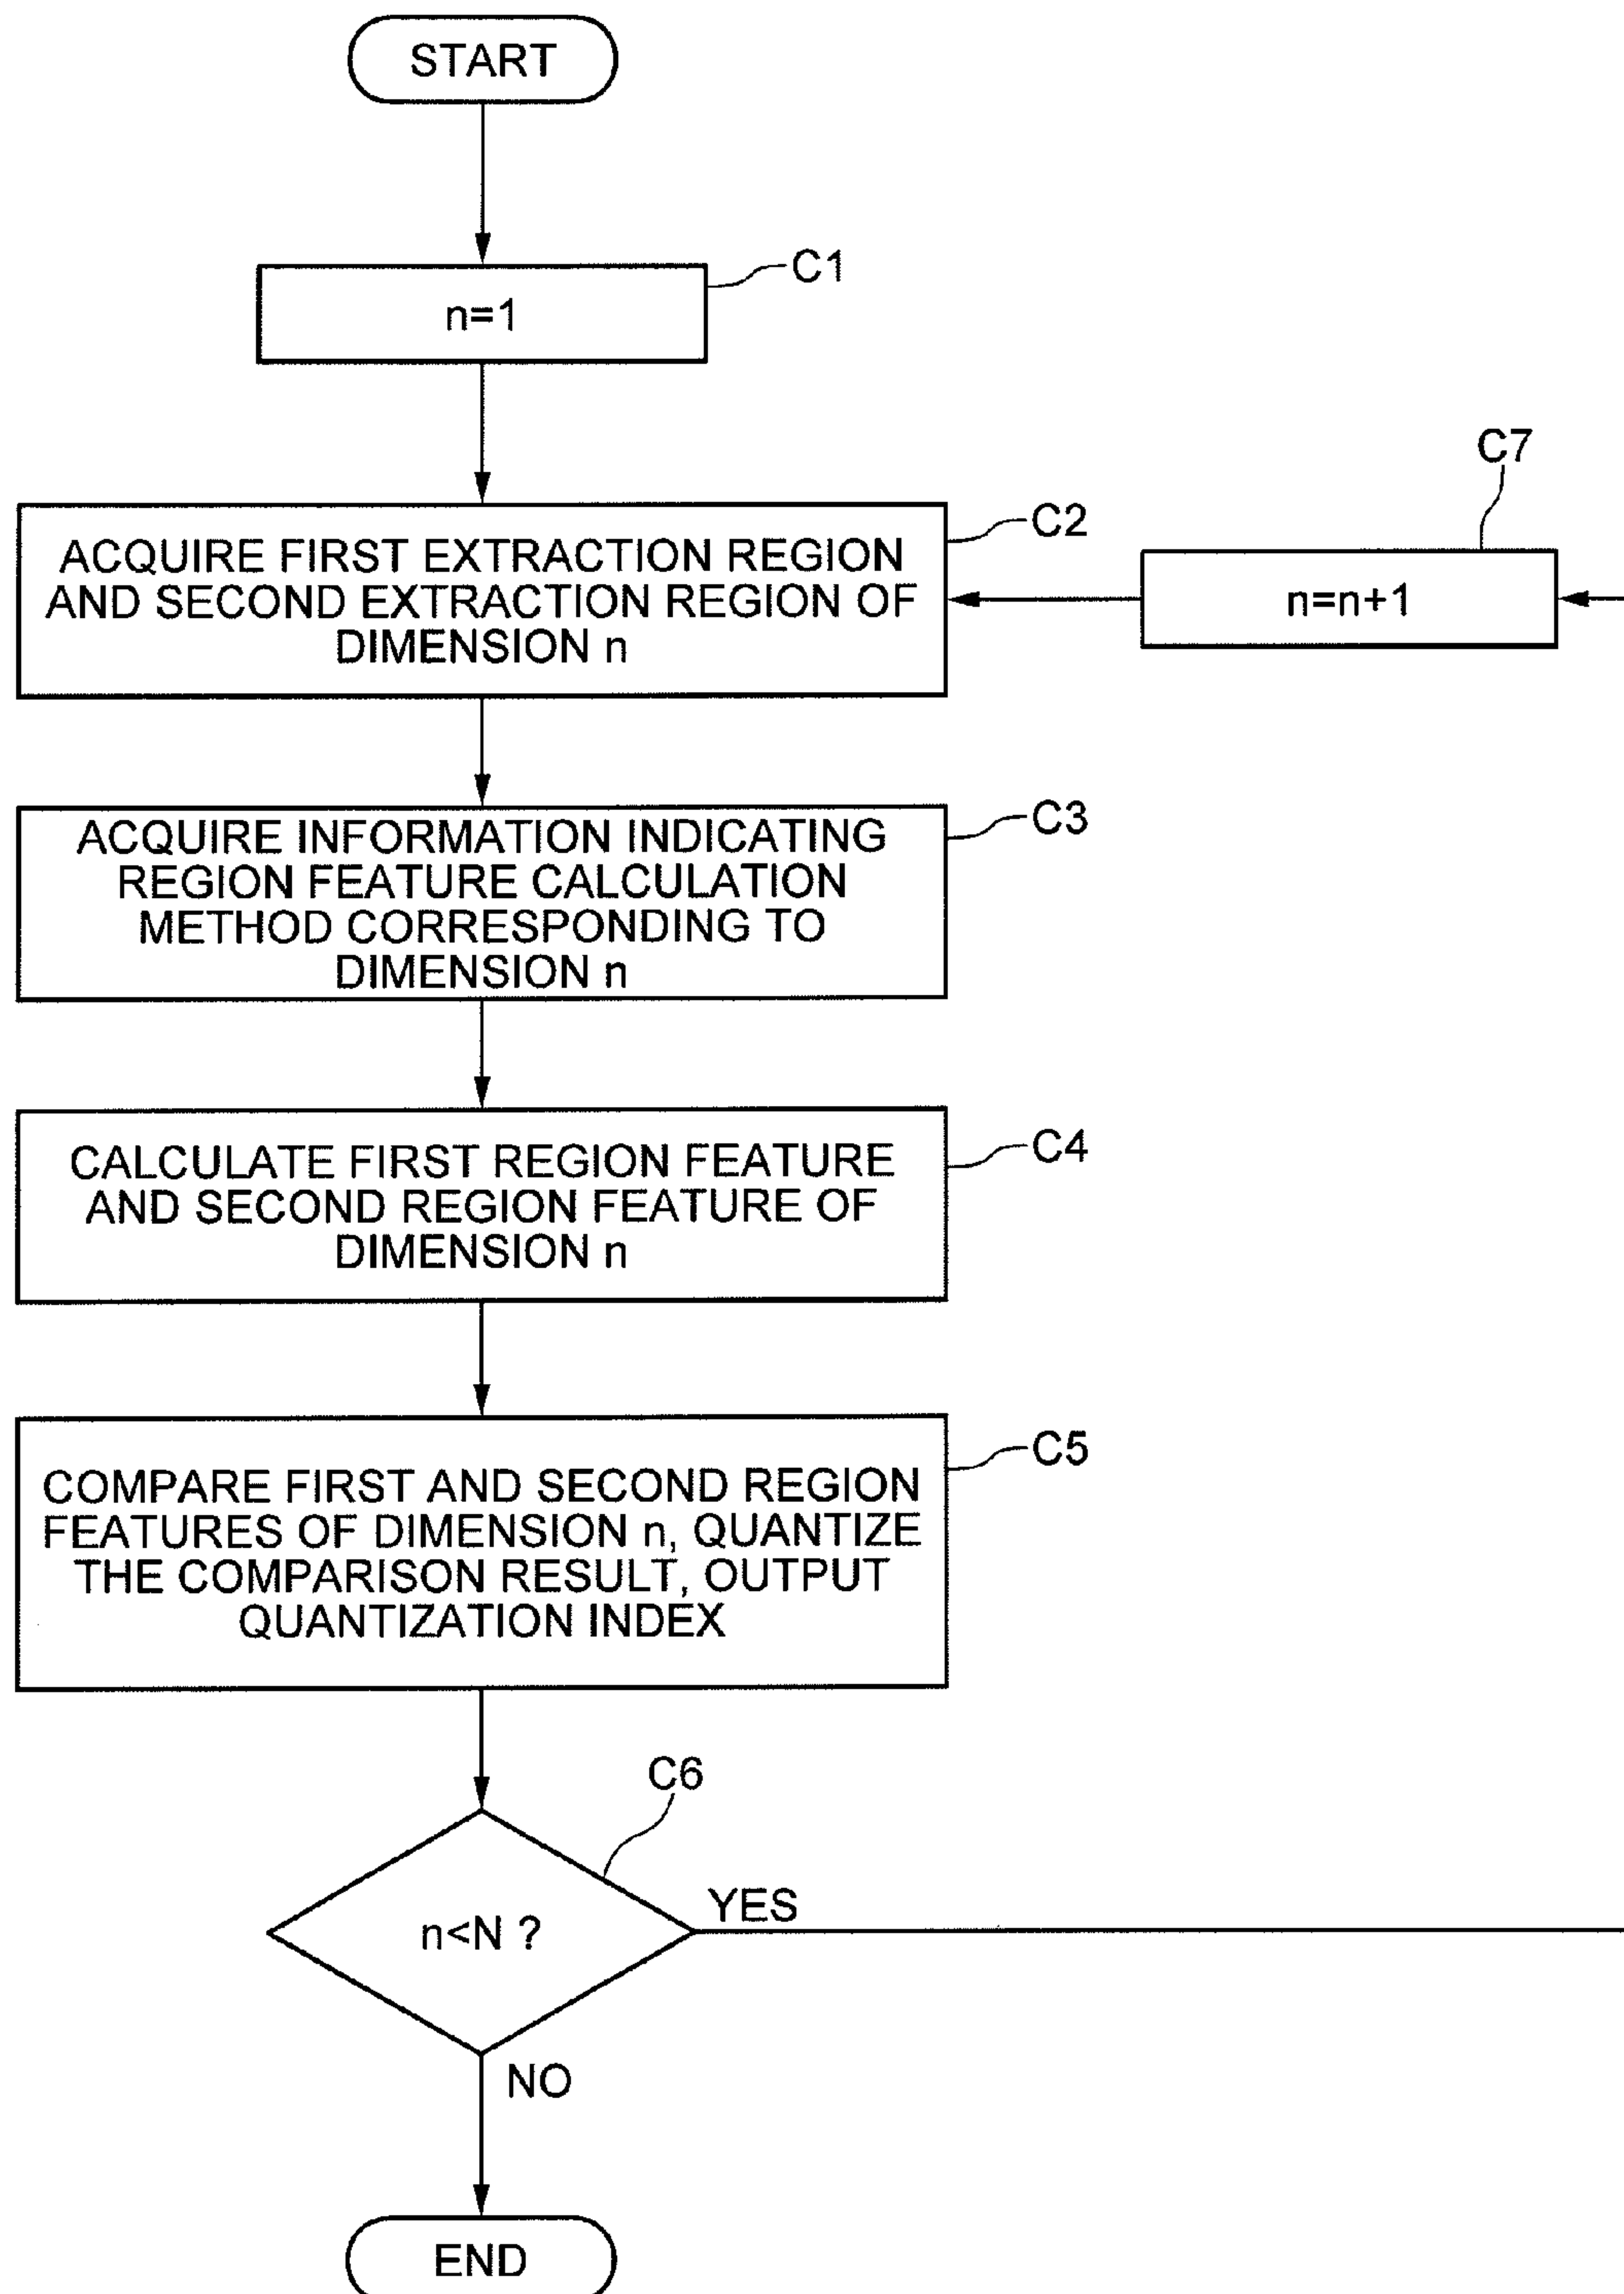 START
C1
n=1
C7
C2
ACQUIRE FIRST EXTRACTION REGION
AND SECOND EXTRACTION REGION OF
DIMENSION n
n=n+1
C3
ACQUIRE INFORMATION INDICATING
REGION FEATURE CALCULATION
METHOD CORRESPONDING TO
DIMENSION n
C4
CALCULATE FIRST REGION FEATURE
AND SECOND REGION FEATURE OF
DIMENSION n
C5
COMPARE FIRST AND SECOND REGION
FEATURES OF DIMENSION n, QUANTIZE
THE COMPARISON RESULT, OUTPUT
QUANTIZATION INDEX
C6
YES
n<N ?
NO
END